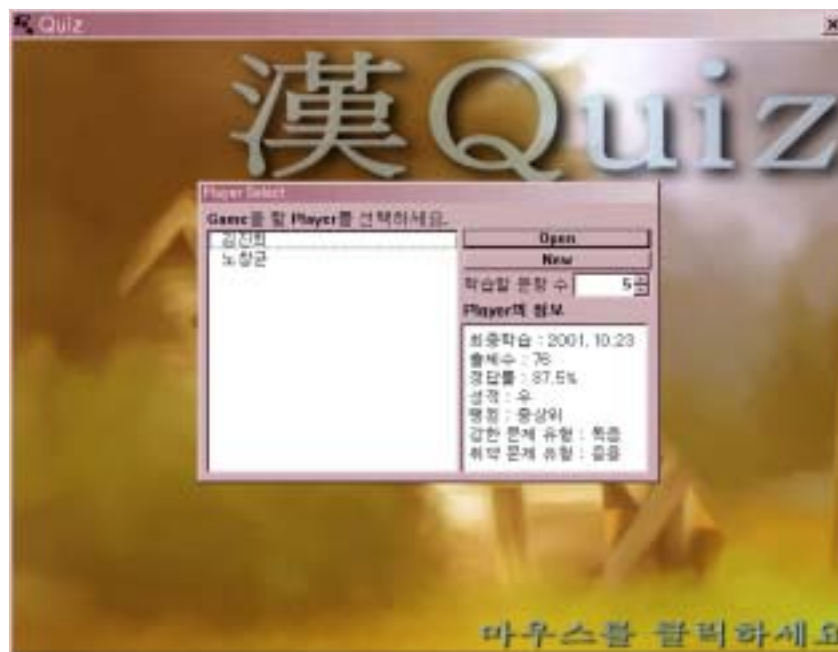 Quiz
漢Quiz
Player Select
Game을 할 Player를 선택하세요.
김진희
노창균
Open
New
학습할 문항 수 5
Player의 정보
최종학습 : 2001.10.23
출제수 : 76
정답률 : 87.5%
성적 : 우
평점 : 중상위
강한 문제 유형 :
취약 문제 유형 :
마우스를 클릭하세요